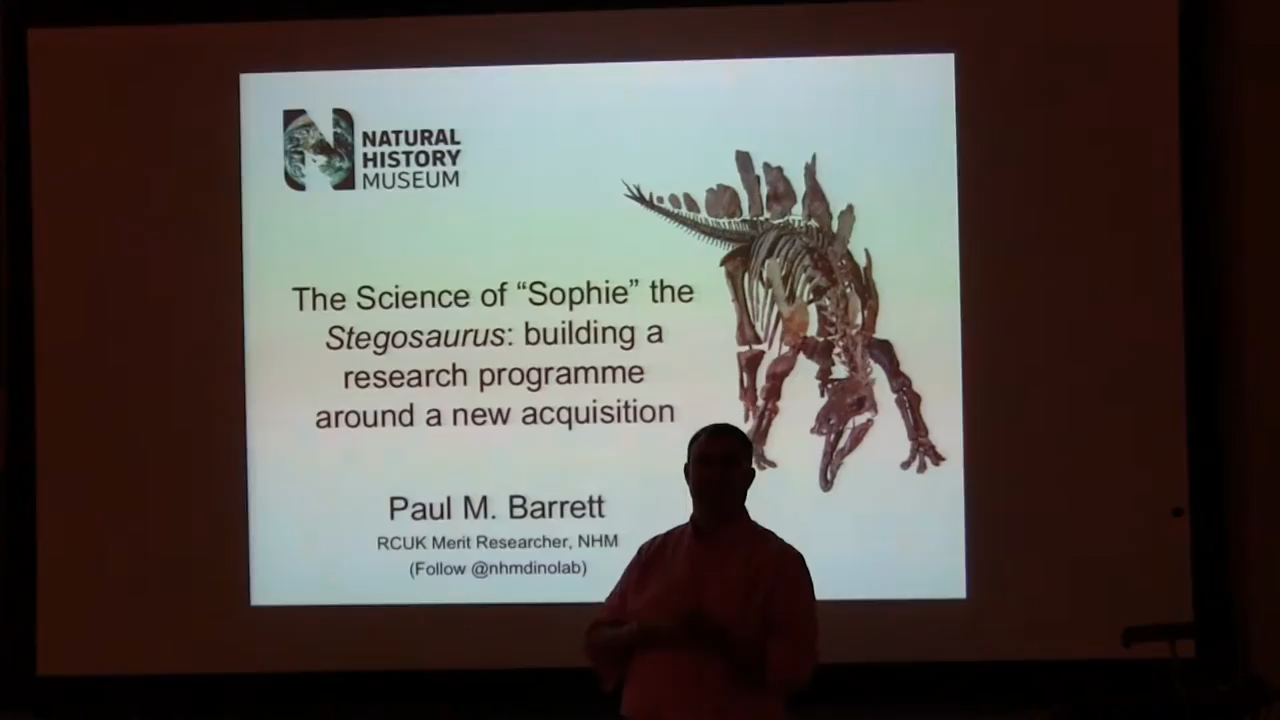 NATURAL
HISTORY
MUSEUM
The Science of “Sophie” the
Stegosaurus: building a
research programme
around a new acquisition
Paul M. Barrett
RCUK Merit Researcher, NHM
(Follow @nhmdinolab)